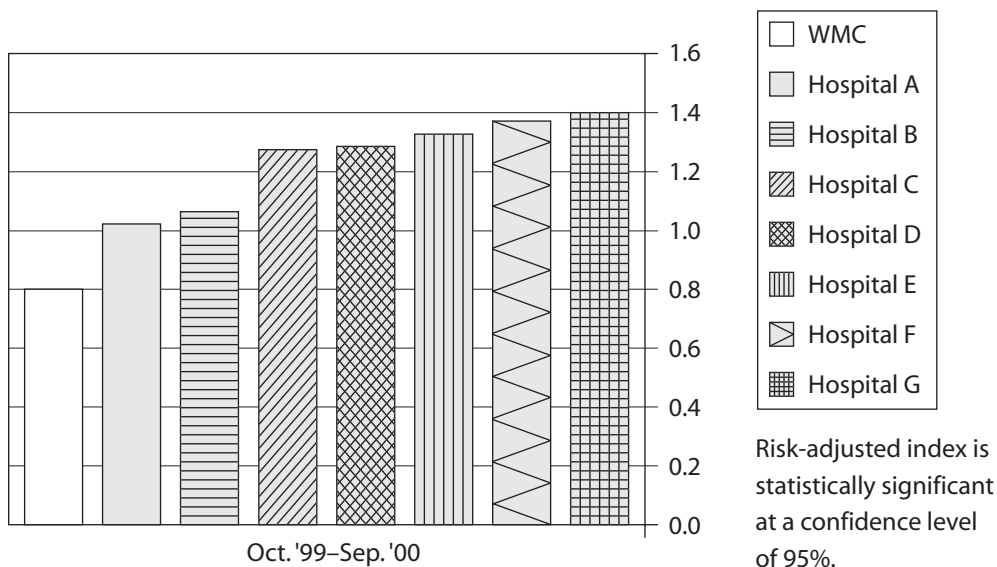 1.6
1.4
1.2
1.0
0.8
0.6
0.4
0.2
0.0
Oct. '99–Sep. '00
WMC
Hospital A
Hospital B
Hospital C
Hospital D
Hospital E
Hospital F
Hospital G
Risk-adjusted index is
statistically significant
at a confidence level
of 95%.